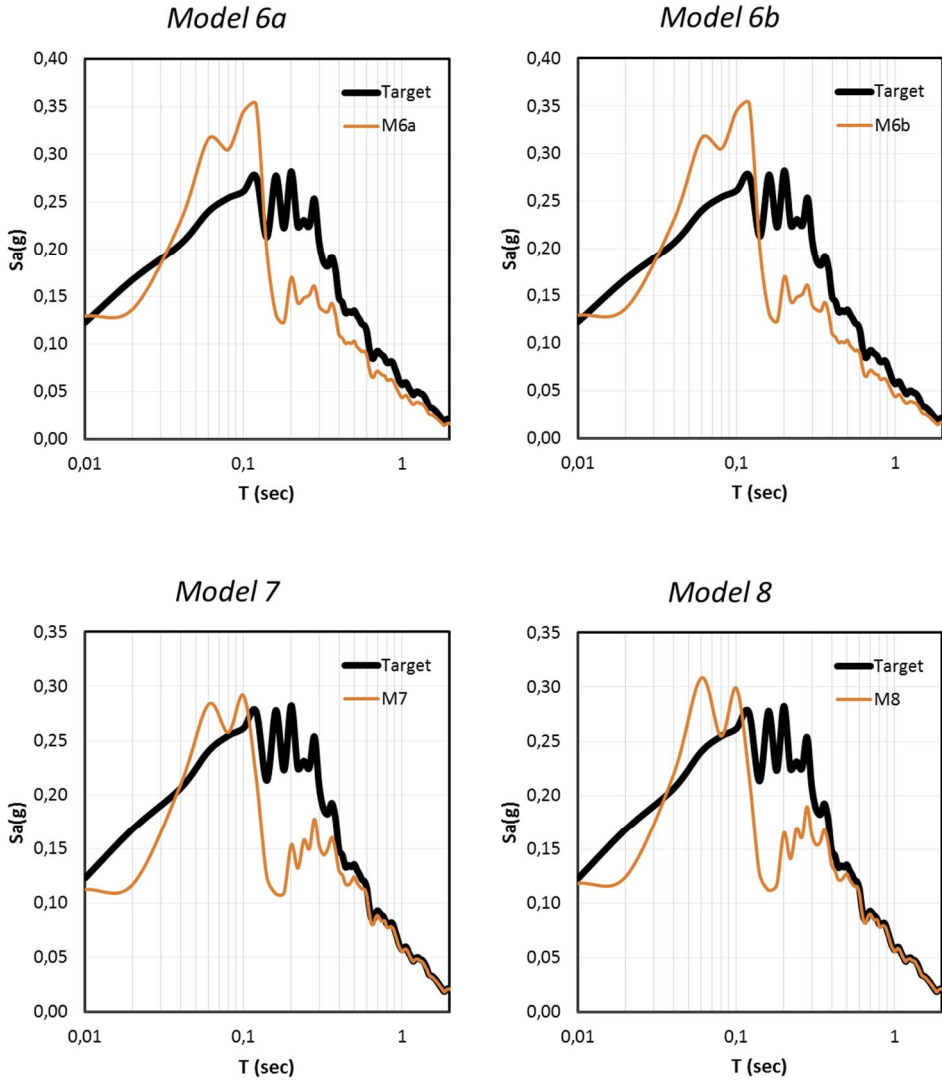 Model 6a
0,40
0,35
0,30
0,25
0,20
0,15
0,10
0,05
0,00
Sa(g)
Target
M6a
0,01
0,1
1
T (sec)
Model 6b
0,40
0,35
0,30
0,25
0,20
0,15
0,10
0,05
0,00
Sa(g)
Target
M6b
0,01
0,1
1
T (sec)
Model 7
0,35
0,30
0,25
0,20
0,15
0,10
0,05
0,00
Sa(g)
Target
M7
0,01
0,1
1
T (sec)
Model 8
0,35
0,30
0,25
0,20
0,15
0,10
0,05
0,00
Sa(g)
Target
M8
0,01
0,1
1
T (sec)